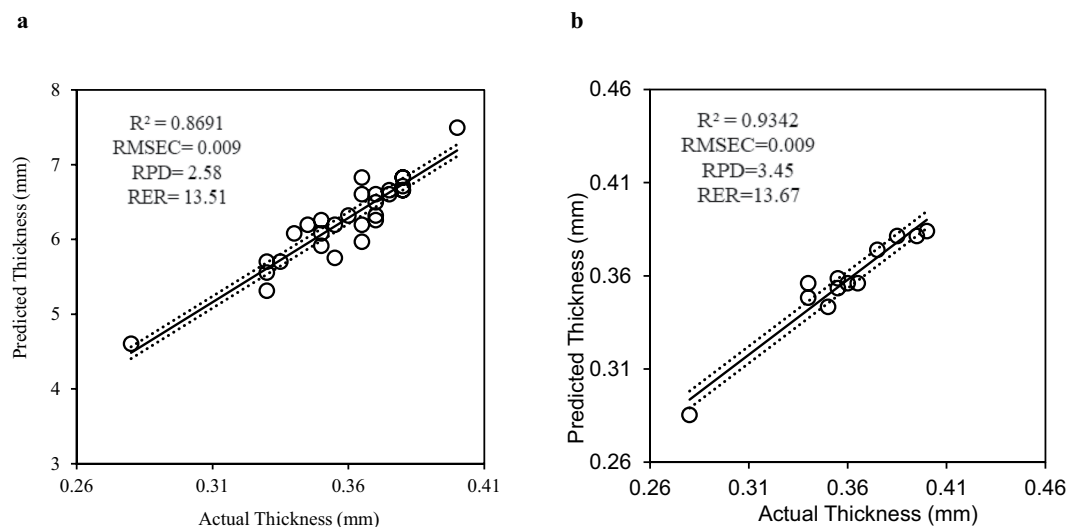 a
8
7
6
5
4
3
Predicted Thickness (mm)
R² = 0.8691
RMSEC= 0.009
RPD= 2.58
RER= 13.51
0.26
0.31
0.36
0.41
Actual Thickness (mm)
b
0.46
0.41
0.36
0.31
0.26
Predicted Thickness (mm)
R² = 0.9342
RMSEC=0.009
RPD=3.45
RER=13.67
0.26
0.31
0.36
0.41
0.46
Actual Thickness (mm)